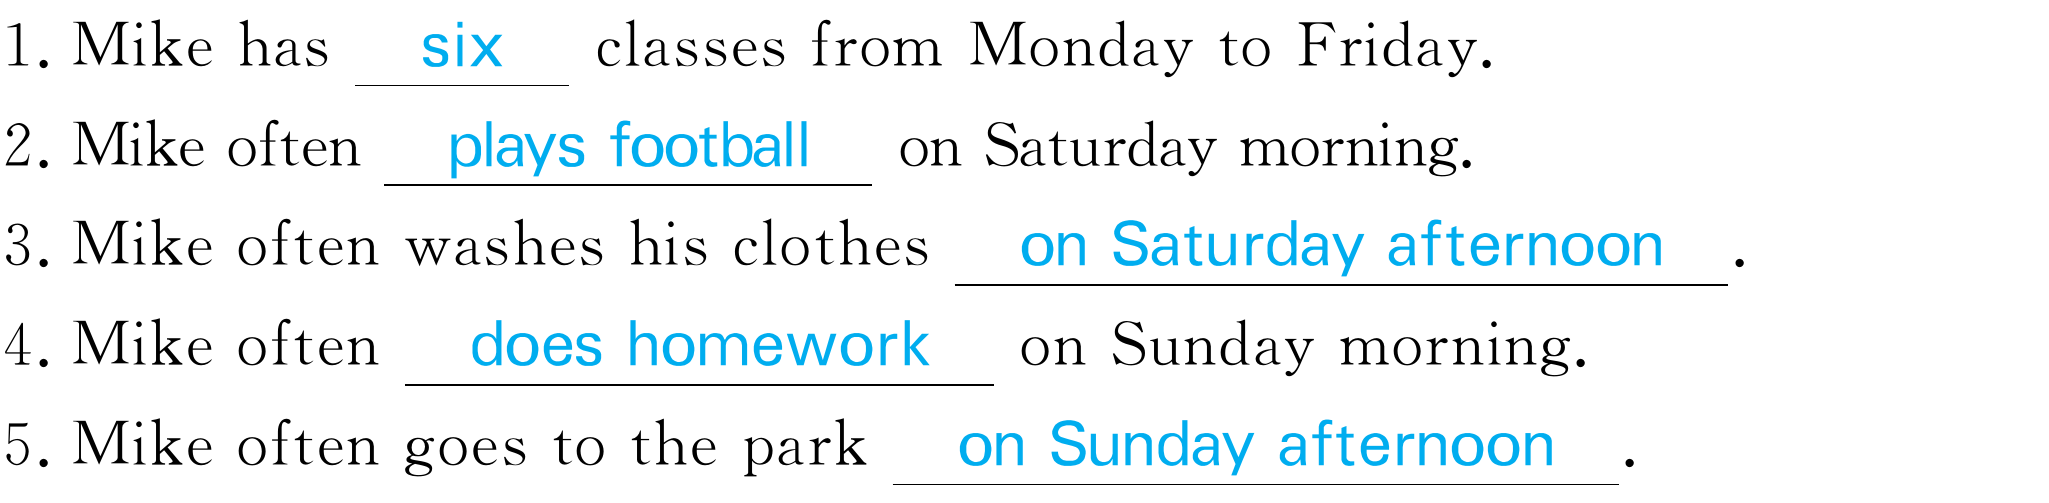 1. Mike has six classes from Monday to Friday.
2. Mike often plays football on Saturday morning.
3. Mike often washes his clothes on Saturday afternoon.
4. Mike often does homework on Sunday morning.
5. Mike often goes to the park on Sunday afternoon.